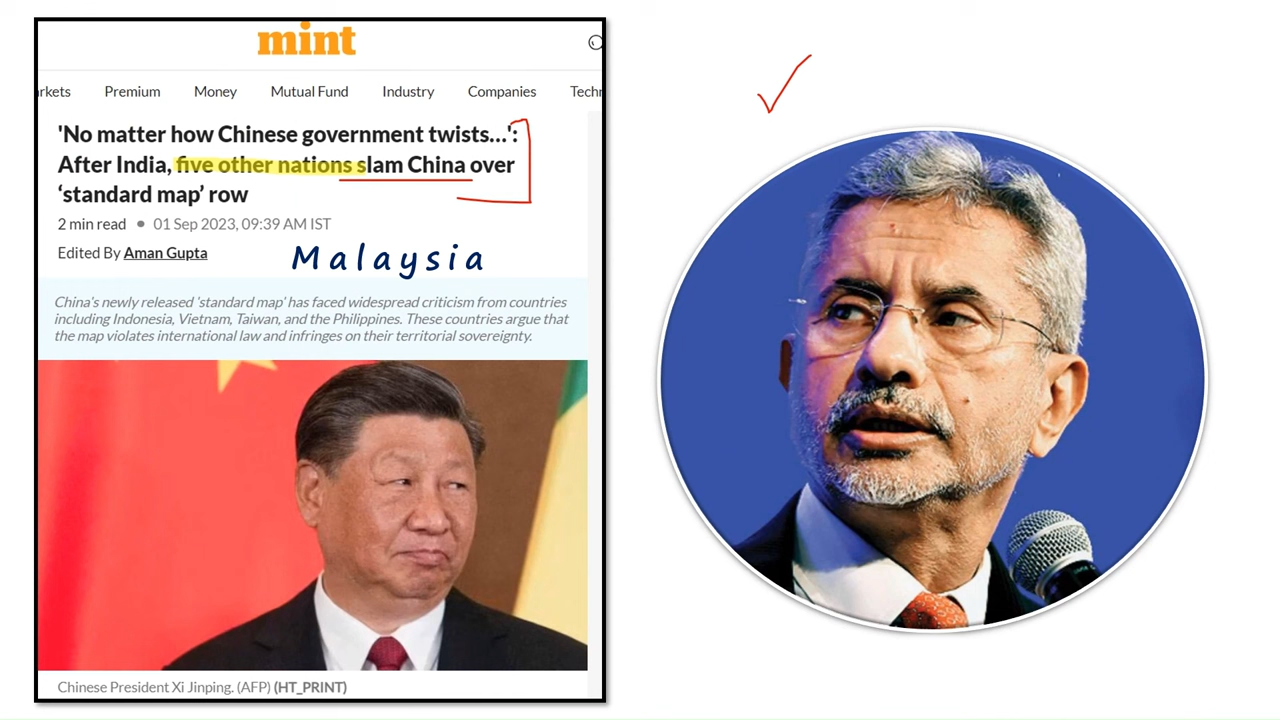 mint
rkets Premium Money Mutual Fund Industry Companies Techn
'No matter how Chinese government twists...':
After India, five other nations slam China over
‘standard map’ row
2 min read • 01 Sep 2023, 09:39 AM IST
Edited By Aman Gupta
Malaysia
China's newly released 'standard map' has faced widespread criticism from countries
including Indonesia, Vietnam, Taiwan, and the Philippines. These countries argue that
the map violates international law and infringes on their territorial sovereignty.
Chinese President Xi Jinping. (AFP) (HT_PRINT)